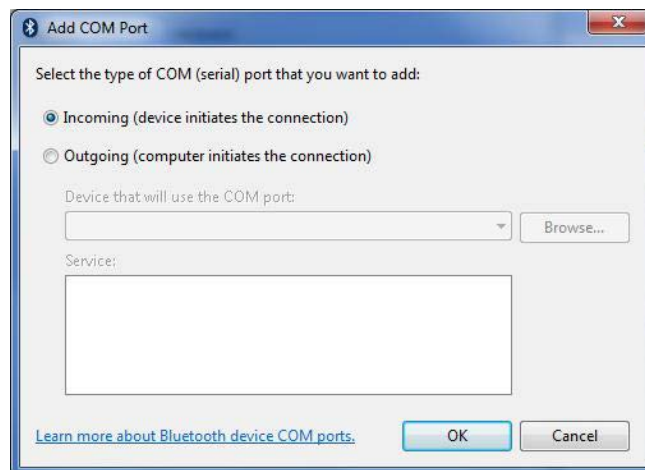 Add COM Port
Select the type of COM (serial) port that you want to add:
Incoming (device initiates the connection)
Outgoing (computer initiates the connection)
Device that will use the COM port:
Browse...
Service:
Learn more about Bluetooth device COM ports.
OK
Cancel